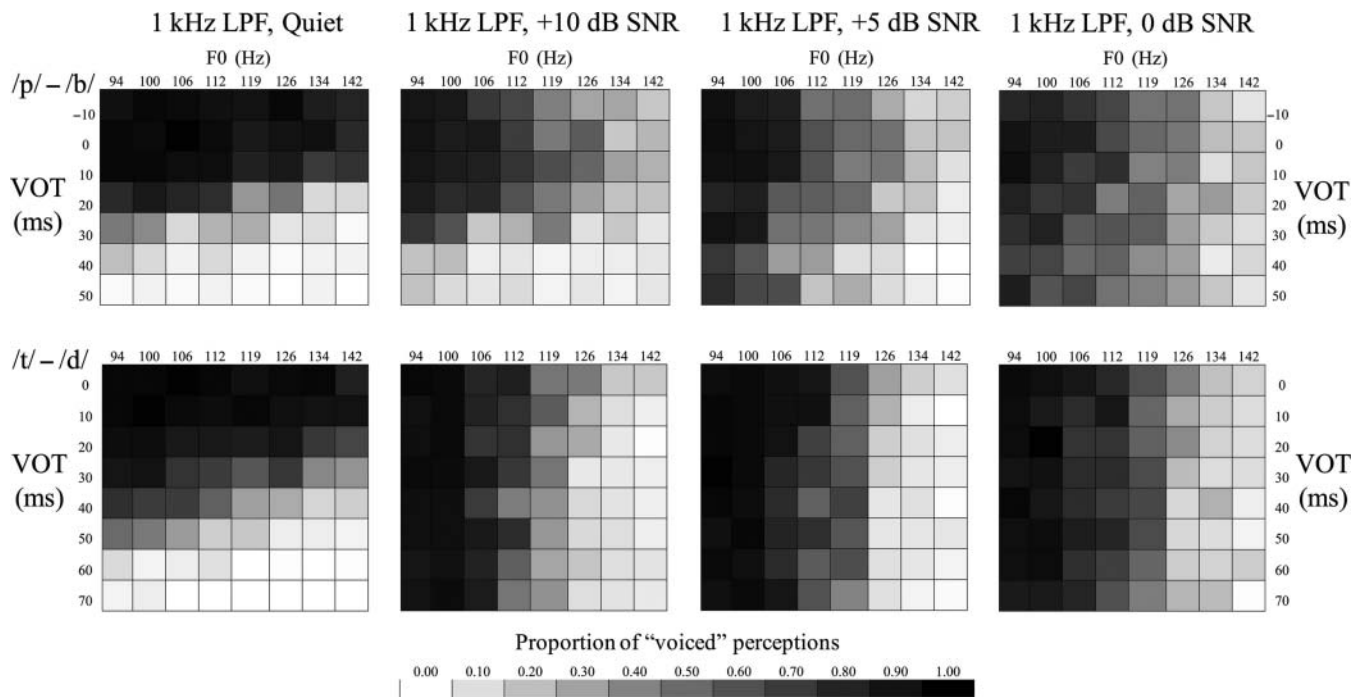 1 kHz LPF, Quiet 1 kHz LPF, +10 dB SNR 1 kHz LPF, +5 dB SNR 1 kHz LPF, 0 dB SNR
F0 (Hz) F0 (Hz) F0 (Hz) F0 (Hz)
/p/ – /b/ 94 100 106 112 119 126 134 142 94 100 106 112 119 126 134 142 94 100 106 112 119 126 134 142 94 100 106 112 119 126 134 142
–10 –10
0 0
10 10
VOT 20 20 VOT
(ms) 30 30 (ms)
40 40
50 50
/t/ – /d/ 94 100 106 112 119 126 134 142 94 100 106 112 119 126 134 142 94 100 106 112 119 126 134 142 94 100 106 112 119 126 134 142
0 0
10 10
20 20
VOT 30 30 VOT
(ms) 40 40 (ms)
50 50
60 60
70 70
Proportion of “voiced” perceptions
0.00 0.10 0.20 0.30 0.40 0.50 0.60 0.70 0.80 0.90 1.00